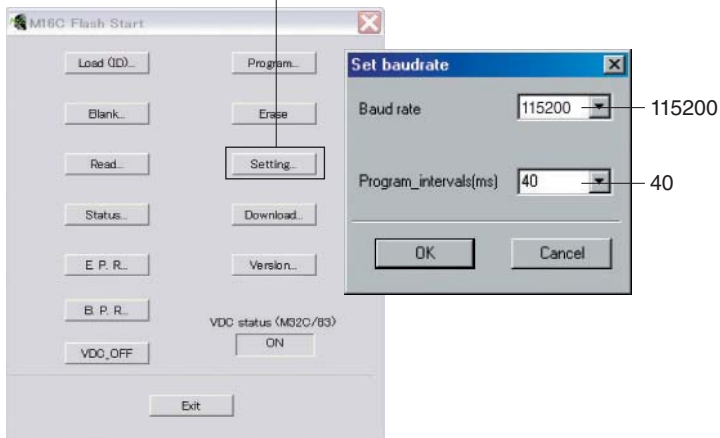 M16C Flash Start
Load (ID)...
Program...
Blank...
Erase
Read...
Setting...
Status...
Download...
E. P. R...
Version...
B. P. R...
VDC status (M32C/83)
ON
VDC_OFF
Exit
Set baudrate
Baud rate
115200
115200
Program_intervals(ms)
40
40
OK
Cancel